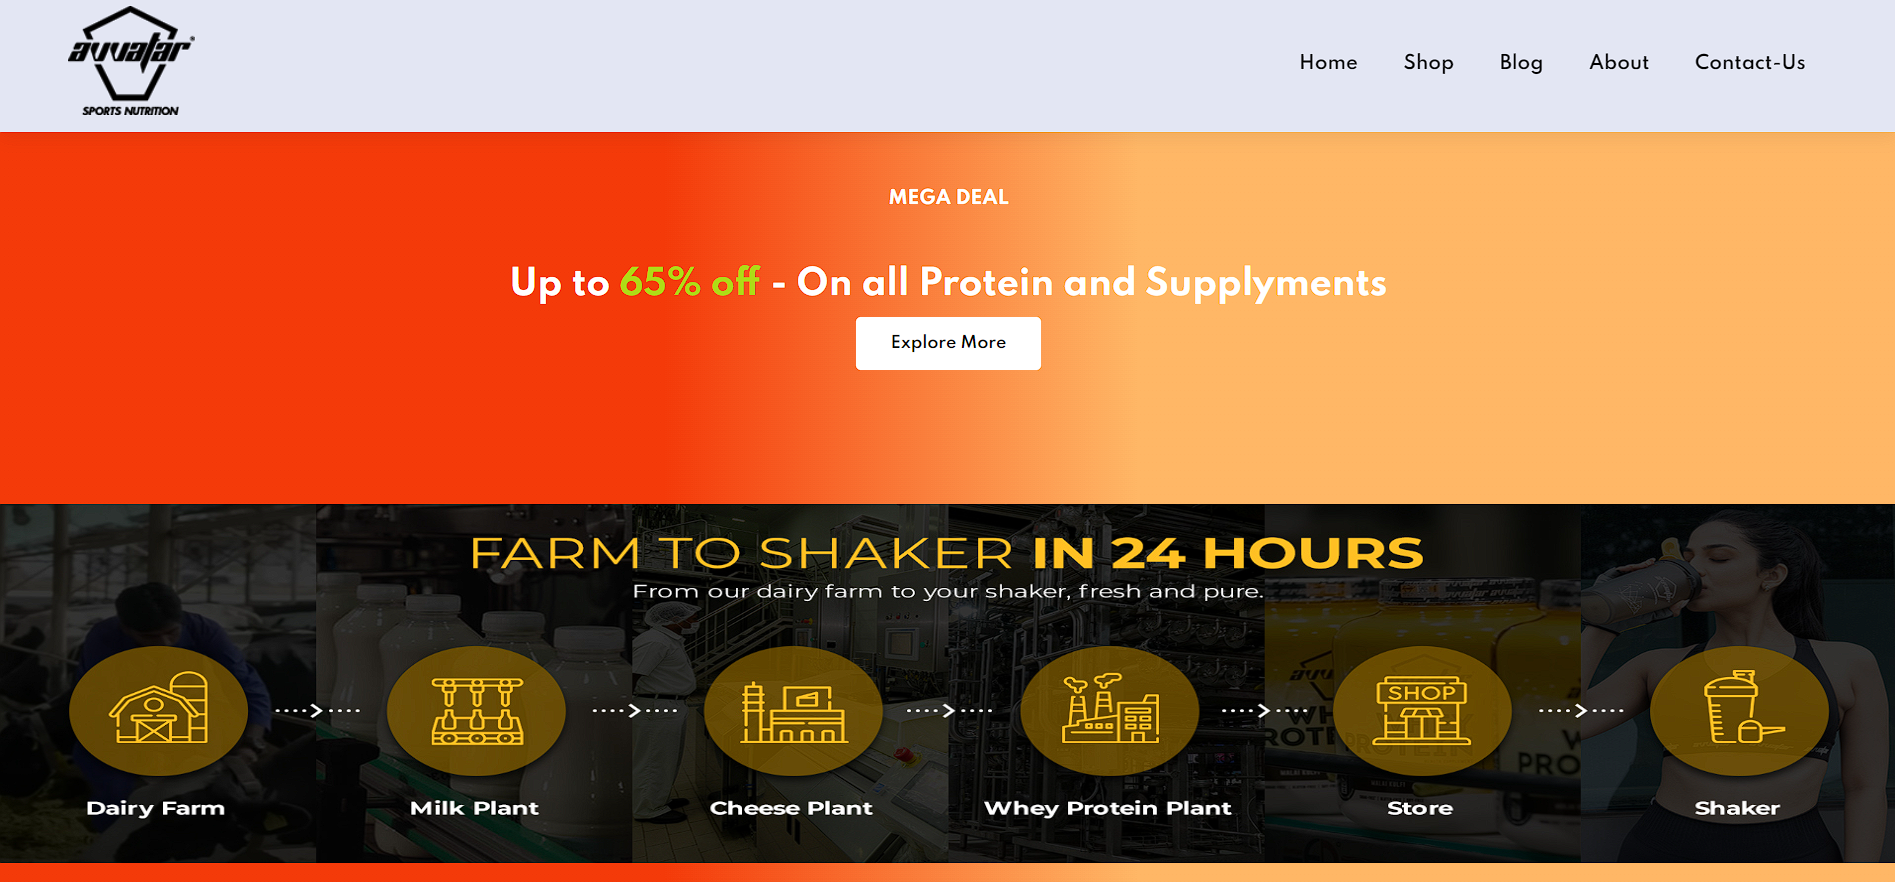 avvatar
SPORTS NUTRITION
Home Shop Blog About Contact-Us
MEGA DEAL
Up to 65% off - On all Protein and Supplyments
Explore More
FARM TO SHAKER IN 24 HOURS
From our dairy farm to your shaker, fresh and pure.
SHOP
Dairy Farm
Milk Plant
Cheese Plant
Whey Protein Plant
Store
Shaker